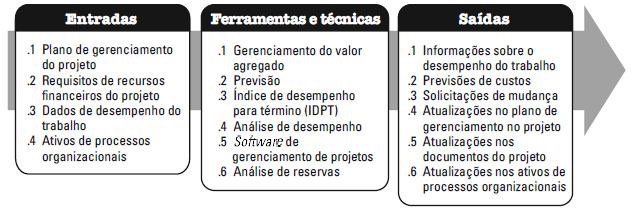 Entradas
.1 Plano de gerenciamento
do projeto
.2 Requisitos de recursos
financeiros do projeto
.3 Dados de desempenho do
trabalho
.4 Ativos de processos
organizacionais
Ferramentas e técnicas
.1 Gerenciamento do valor
agregado
.2 Previsão
.3 Índice de desempenho
para término (IDPT)
.4 Análise de desempenho
.5 Software de
gerenciamento de projetos
.6 Análise de reservas
Saídas
.1 Informações sobre o
desempenho do trabalho
.2 Previsões de custos
.3 Solicitações de mudança
.4 Atualizações no plano de
gerenciamento no projeto
.5 Atualizações nos
documentos do projeto
.6 Atualizações nos ativos de
processos organizacionais